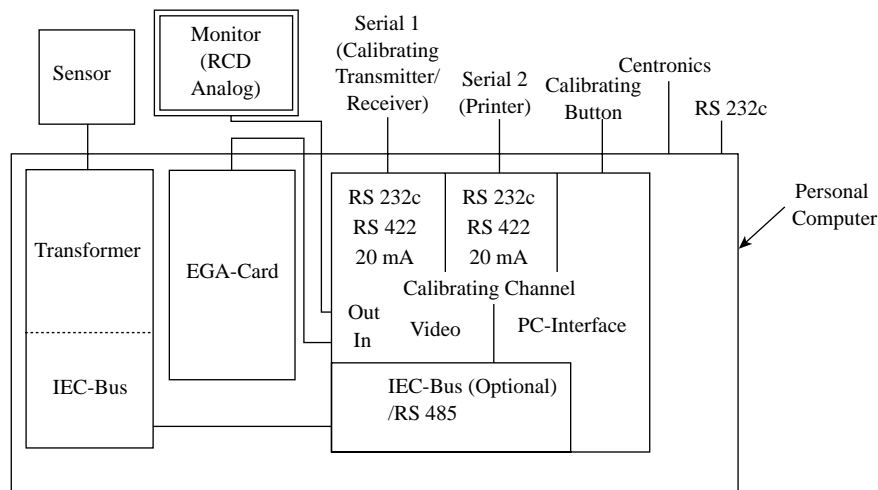 Sensor
Monitor
(RCD
Analog)
Serial 1
(Calibrating
Transmitter/
Receiver)
Serial 2
(Printer)
Calibrating
Button
Centronics
RS 232c
Personal
Computer
Transformer
IEC-Bus
EGA-Card
RS 232c
RS 422
20 mA
RS 232c
RS 422
20 mA
Calibrating Channel
Out
In
Video
PC-Interface
IEC-Bus (Optional)
/RS 485